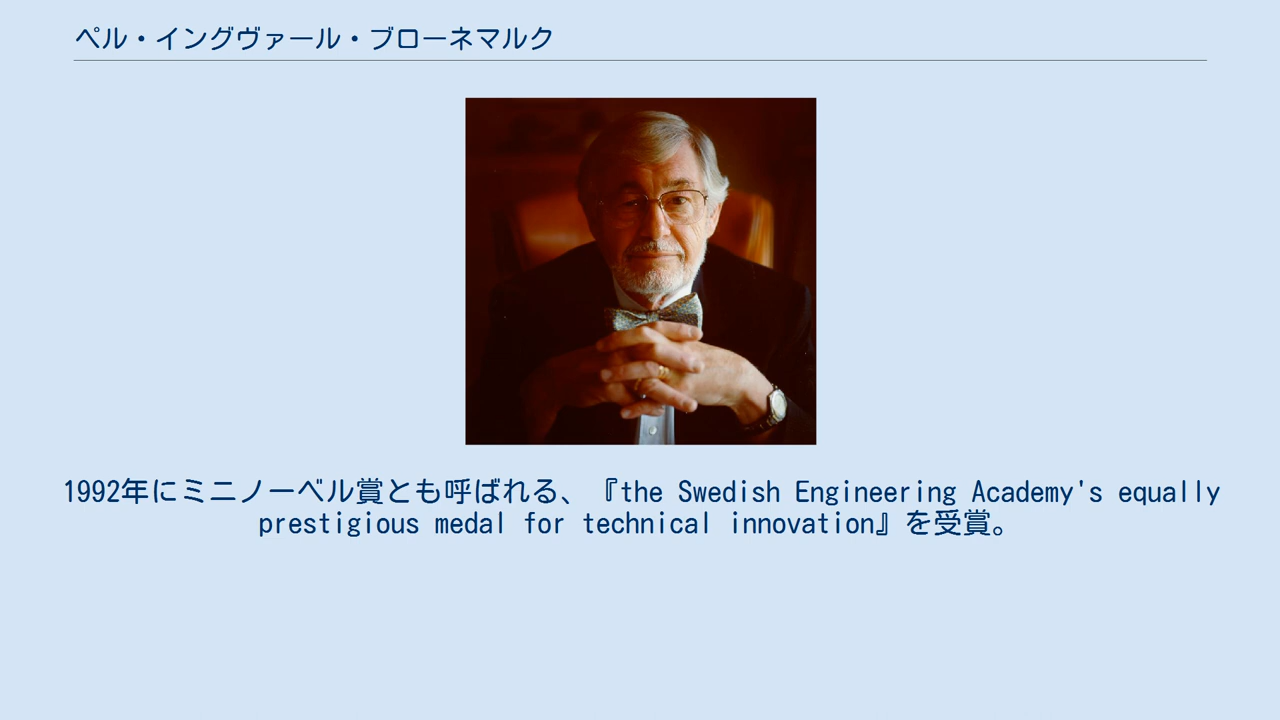 ペル・イングヴァール・ブローネマルク
1992年にミニノーベル賞とも呼ばれる、『the Swedish Engineering Academy's equally
prestigious medal for technical innovation』を受賞。